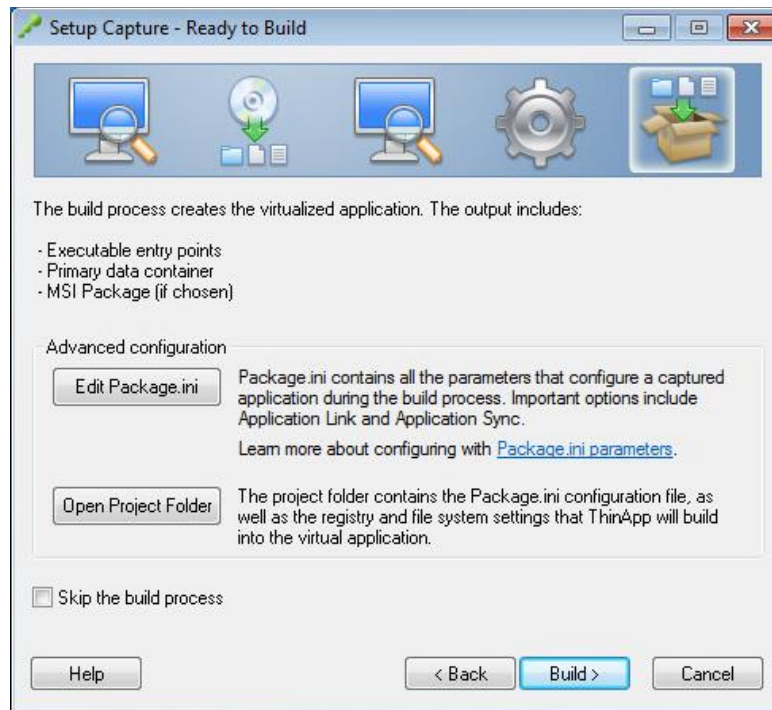 Setup Capture - Ready to Build
The build process creates the virtualized application. The output includes:
- Executable entry points
- Primary data container
- MSI Package (if chosen)
Advanced configuration
Edit Package.ini
Package.ini contains all the parameters that configure a captured
application during the build process. Important options include
Application Link and Application Sync.
Learn more about configuring with Package.ini parameters.
Open Project Folder
The project folder contains the Package.ini configuration file, as
well as the registry and file system settings that ThinApp will build
into the virtual application.
Skip the build process
Help
< Back
Build >
Cancel